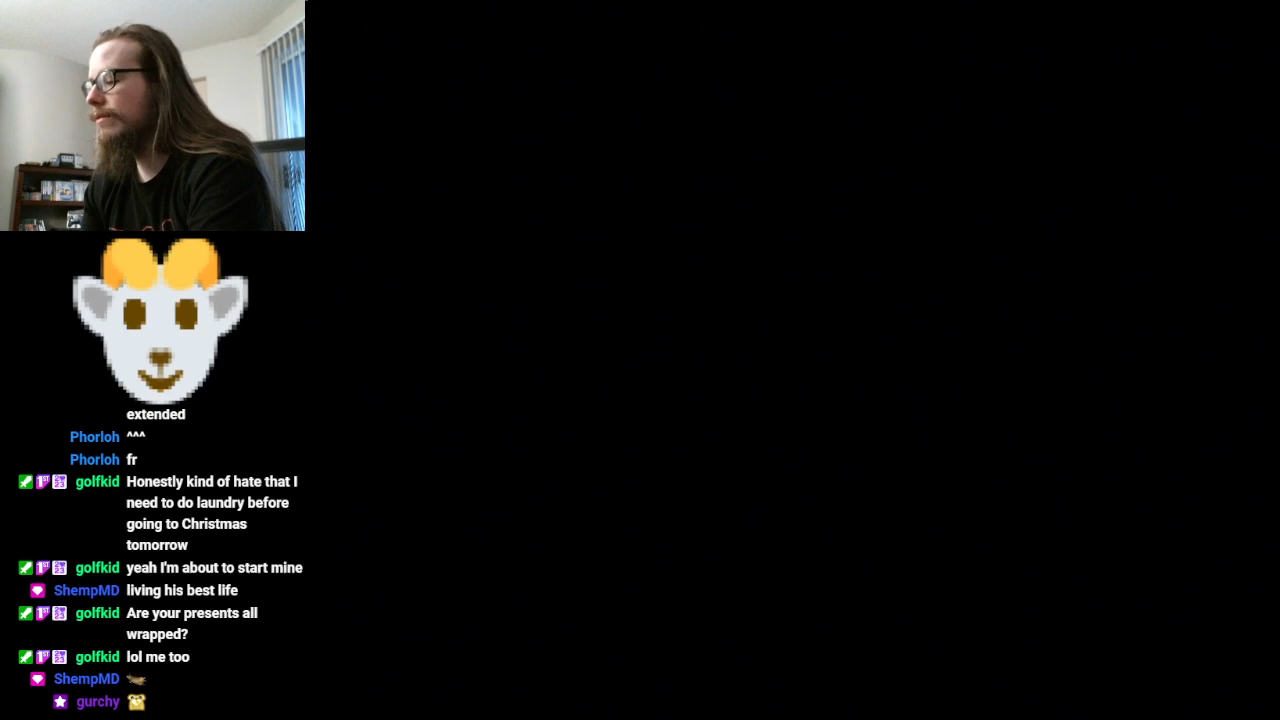 extended
Phorloh ^^^
Phorloh fr
golfkid Honestly kind of hate that I
need to do laundry before
going to Christmas
tomorrow
golfkid yeah I'm about to start mine
ShempMD living his best life
golfkid Are your presents all
wrapped?
golfkid lol me too
ShempMD
gurchy